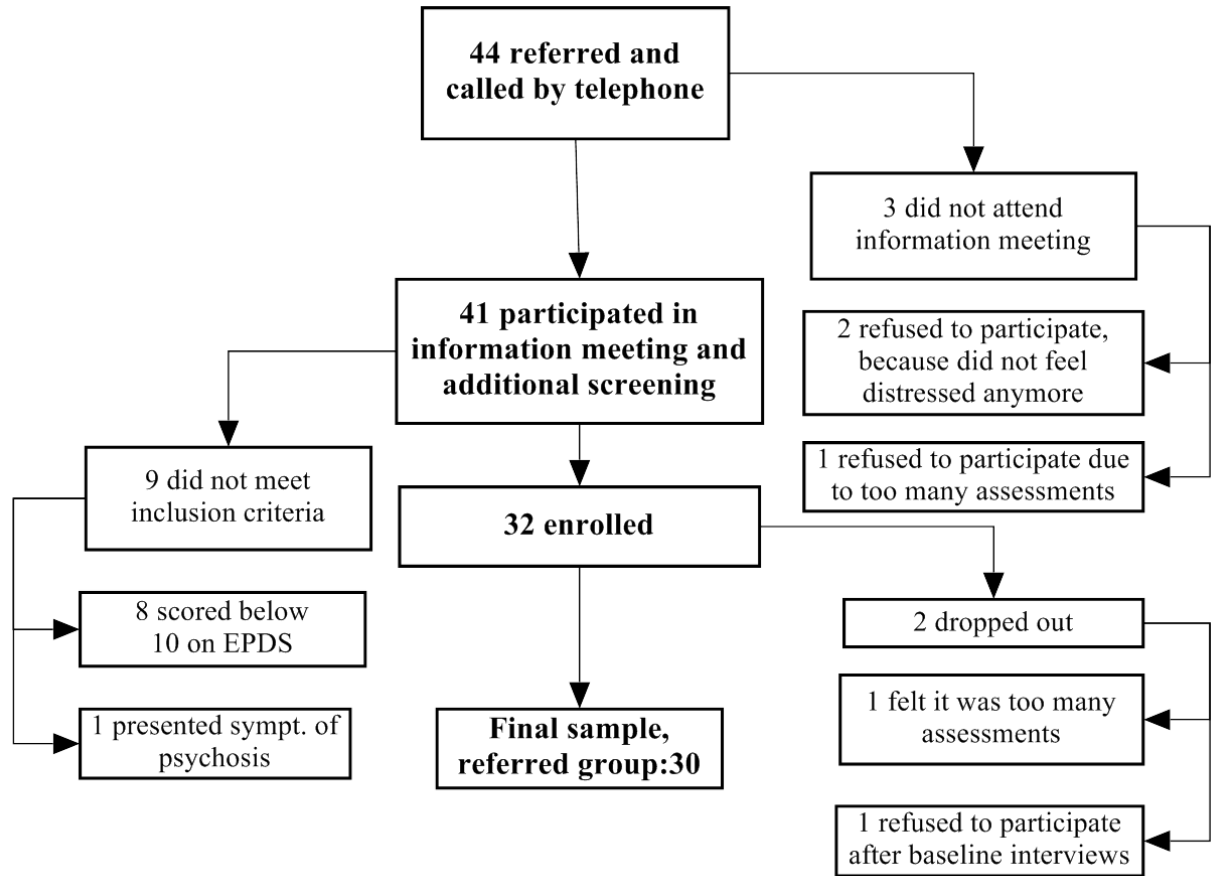 44 referred and
called by telephone
3 did not attend
information meeting
2 refused to participate,
because did not feel
distressed anymore
1 refused to participate due
to too many assessments
41 participated in
information meeting and
additional screening
9 did not meet
inclusion criteria
8 scored below
10 on EPDS
1 presented sympt. of
psychosis
32 enrolled
2 dropped out
1 felt it was too many
assessments
1 refused to participate
after baseline interviews
Final sample,
referred group:30